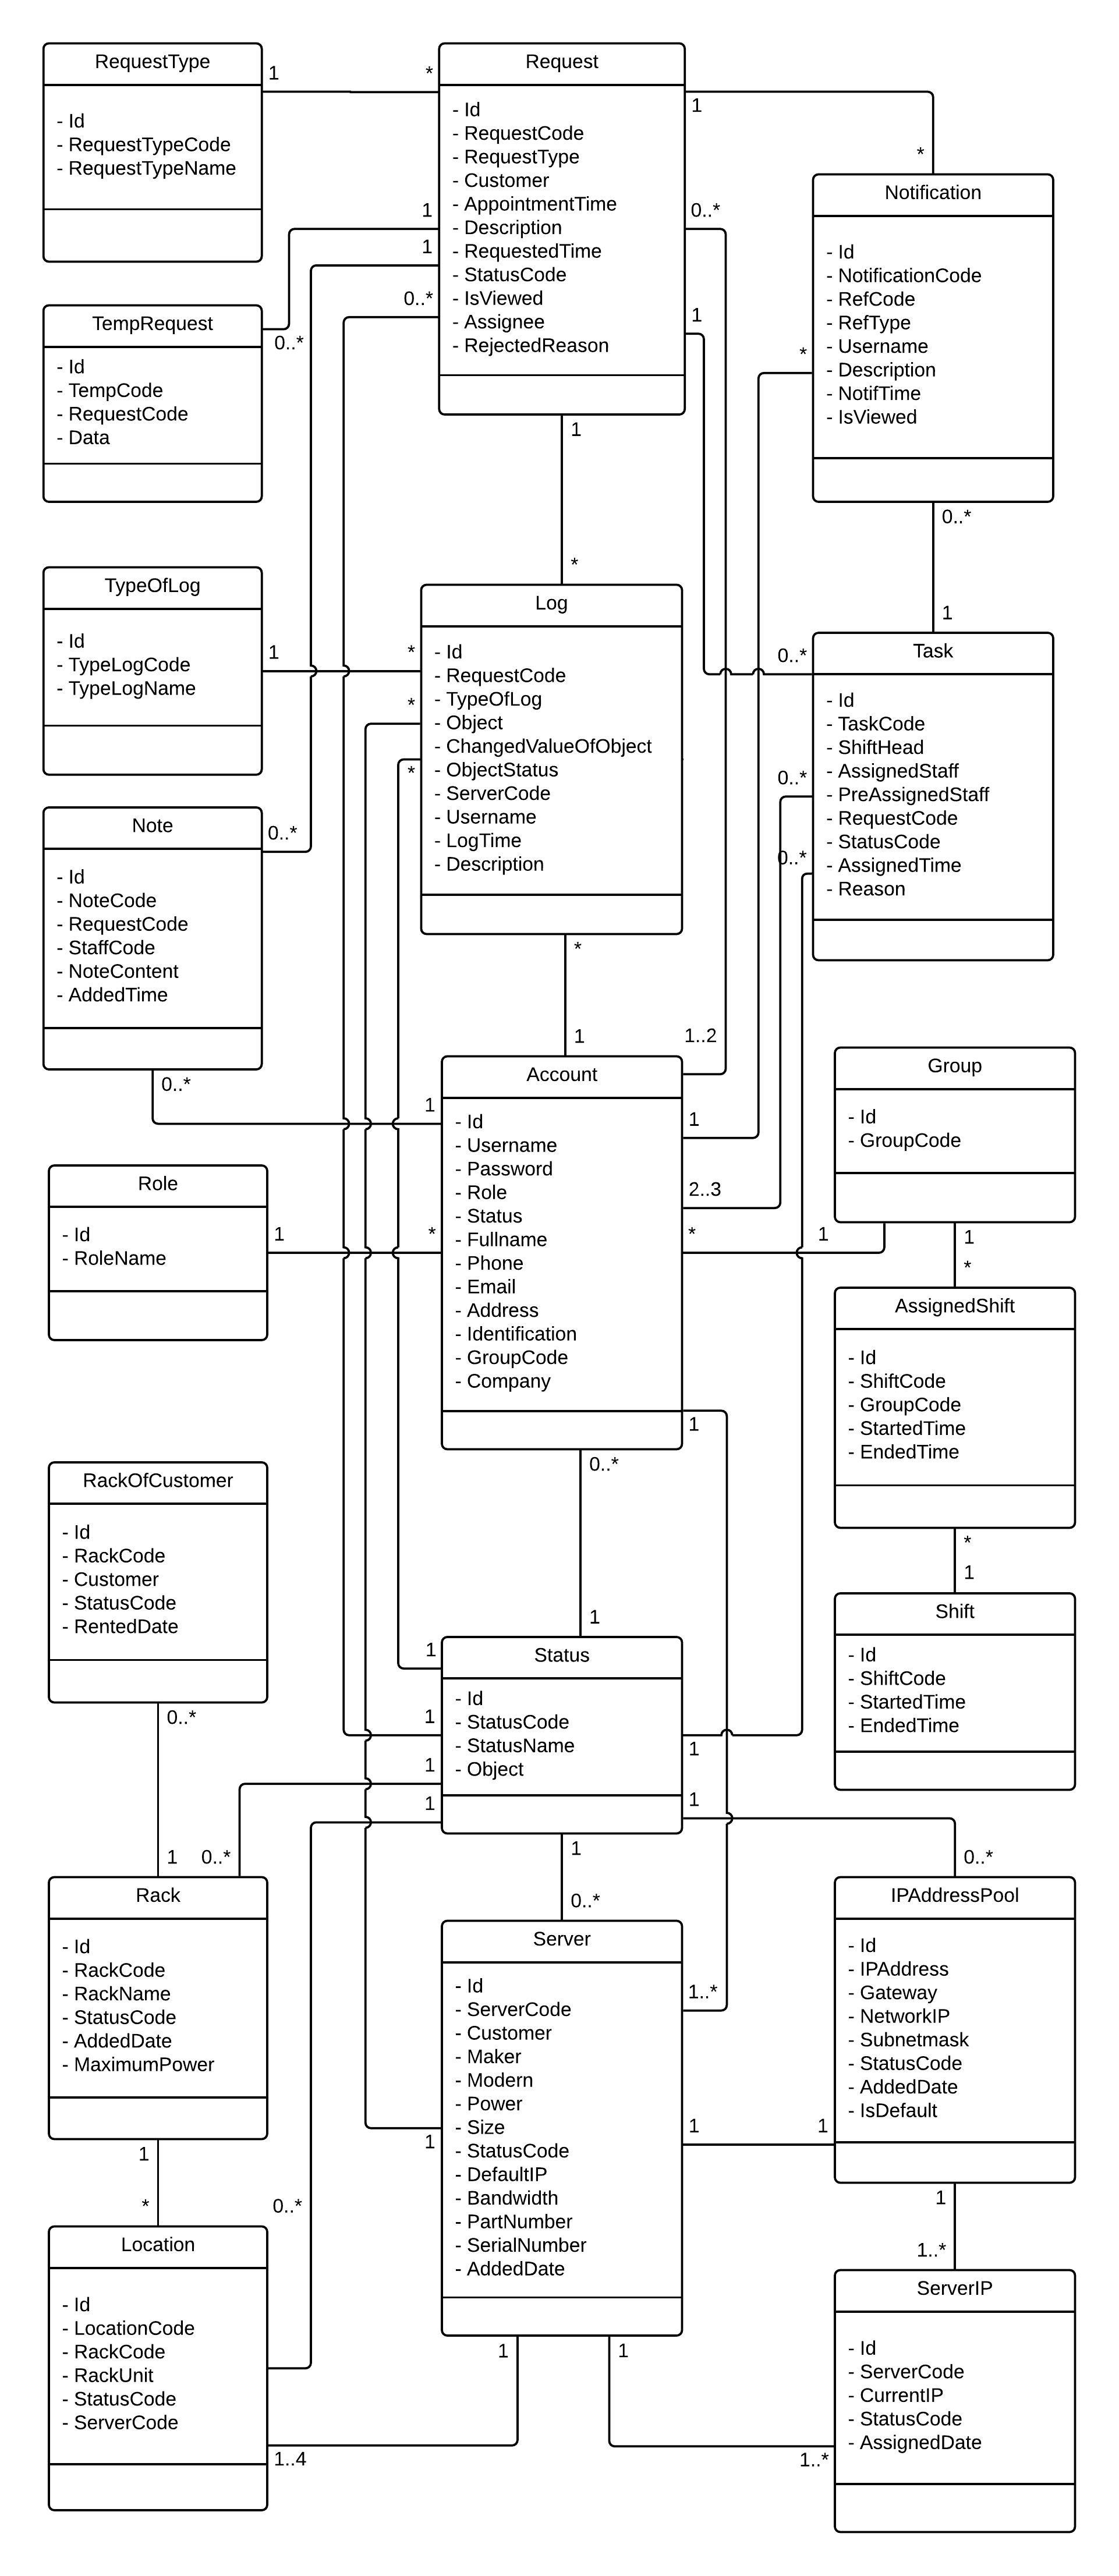 RequestType
- Id
- RequestTypeCode
- RequestTypeName
1
*
Request
- Id
- RequestCode
- RequestType
- Customer
- AppointmentTime
- Description
- RequestedTime
- StatusCode
- IsViewed
- Assignee
- RejectedReason
1
*
Notification
- Id
- NotificationCode
- RefCode
- RefType
- Username
- Description
- NotifTime
- IsViewed
1
1
0..*
0..*
1
*
TempRequest
- Id
- TempCode
- RequestCode
- Data
0..*
1
*
0..*
1
TypeOfLog
- Id
- TypeLogCode
- TypeLogName
1
*
*
*
Log
- Id
- RequestCode
- TypeOfLog
- Object
- ChangedValueOfObject
- ObjectStatus
- ServerCode
- Username
- LogTime
- Description
0..*
0..*
0..*
Task
- Id
- TaskCode
- ShiftHead
- AssignedStaff
- PreAssignedStaff
- RequestCode
- StatusCode
- AssignedTime
- Reason
Note
- Id
- NoteCode
- RequestCode
- StaffCode
- NoteContent
- AddedTime
0..*
*
1
1..2
0..*
1
Account
- Id
- Username
- Password
- Role
- Status
- Fullname
- Phone
- Email
- Address
- Identification
- GroupCode
- Company
1
2..3
*
1
Group
- Id
- GroupCode
1
*
Role
- Id
- RoleName
1
*
AssignedShift
- Id
- ShiftCode
- GroupCode
- StartedTime
- EndedTime
1
0..*
*
1
RackOfCustomer
- Id
- RackCode
- Customer
- StatusCode
- RentedDate
0..*
Shift
- Id
- ShiftCode
- StartedTime
- EndedTime
1
1
1
1
1
Status
- Id
- StatusCode
- StatusName
- Object
1
1
1
0..*
1
0..*
0..*
Rack
- Id
- RackCode
- RackName
- StatusCode
- AddedDate
- MaximumPower
Server
- Id
- ServerCode
- Customer
- Maker
- Modern
- Power
- Size
- StatusCode
- DefaultIP
- Bandwidth
- PartNumber
- SerialNumber
- AddedDate
1..*
1
1
1
IPAddressPool
- Id
- IPAddress
- Gateway
- NetworkIP
- Subnetmask
- StatusCode
- AddedDate
- IsDefault
1
*
0..*
1
1..*
Location
- Id
- LocationCode
- RackCode
- RackUnit
- StatusCode
- ServerCode
1
1
1..4
1..*
ServerIP
- Id
- ServerCode
- CurrentIP
- StatusCode
- AssignedDate